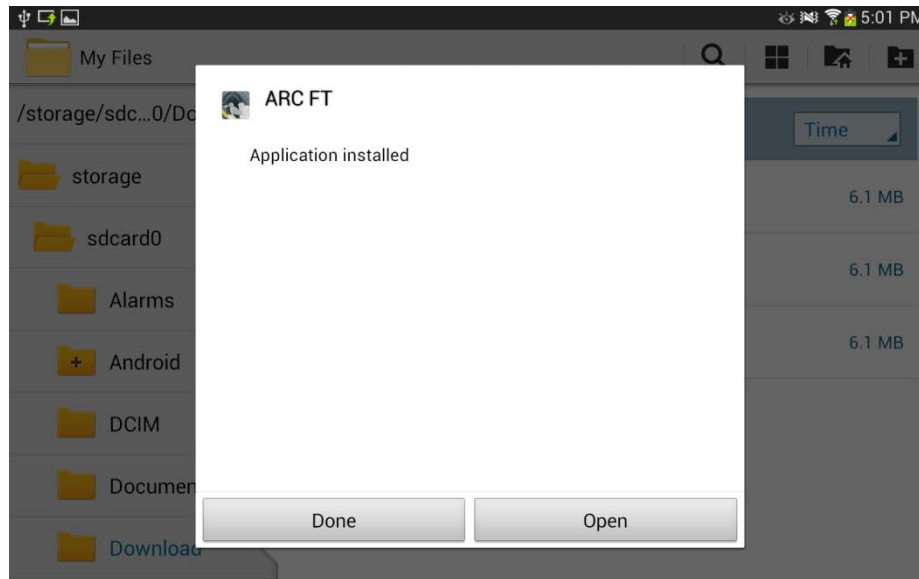 5:01 PM
My Files
/storage/sdc...0/Do
Time
storage
sdcard0
Alarms
Android
DCIM
Documen
Download
6.1 MB
6.1 MB
6.1 MB
ARC FT
Application installed
Done
Open